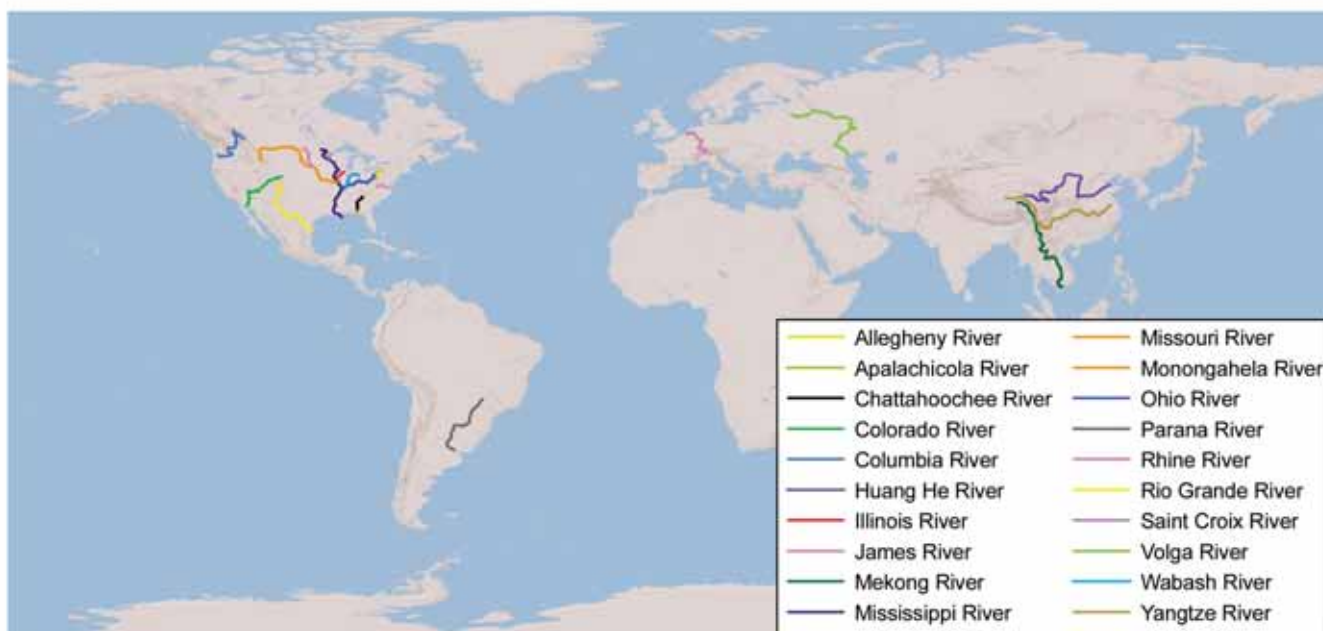 Allegheny River
Apalachicola River
Chattahoochee River
Colorado River
Columbia River
Huang He River
Illinois River
James River
Mekong River
Mississippi River
Missouri River
Monongahela River
Ohio River
Parana River
Rhine River
Rio Grande River
Saint Croix River
Volga River
Wabash River
Yangtze River